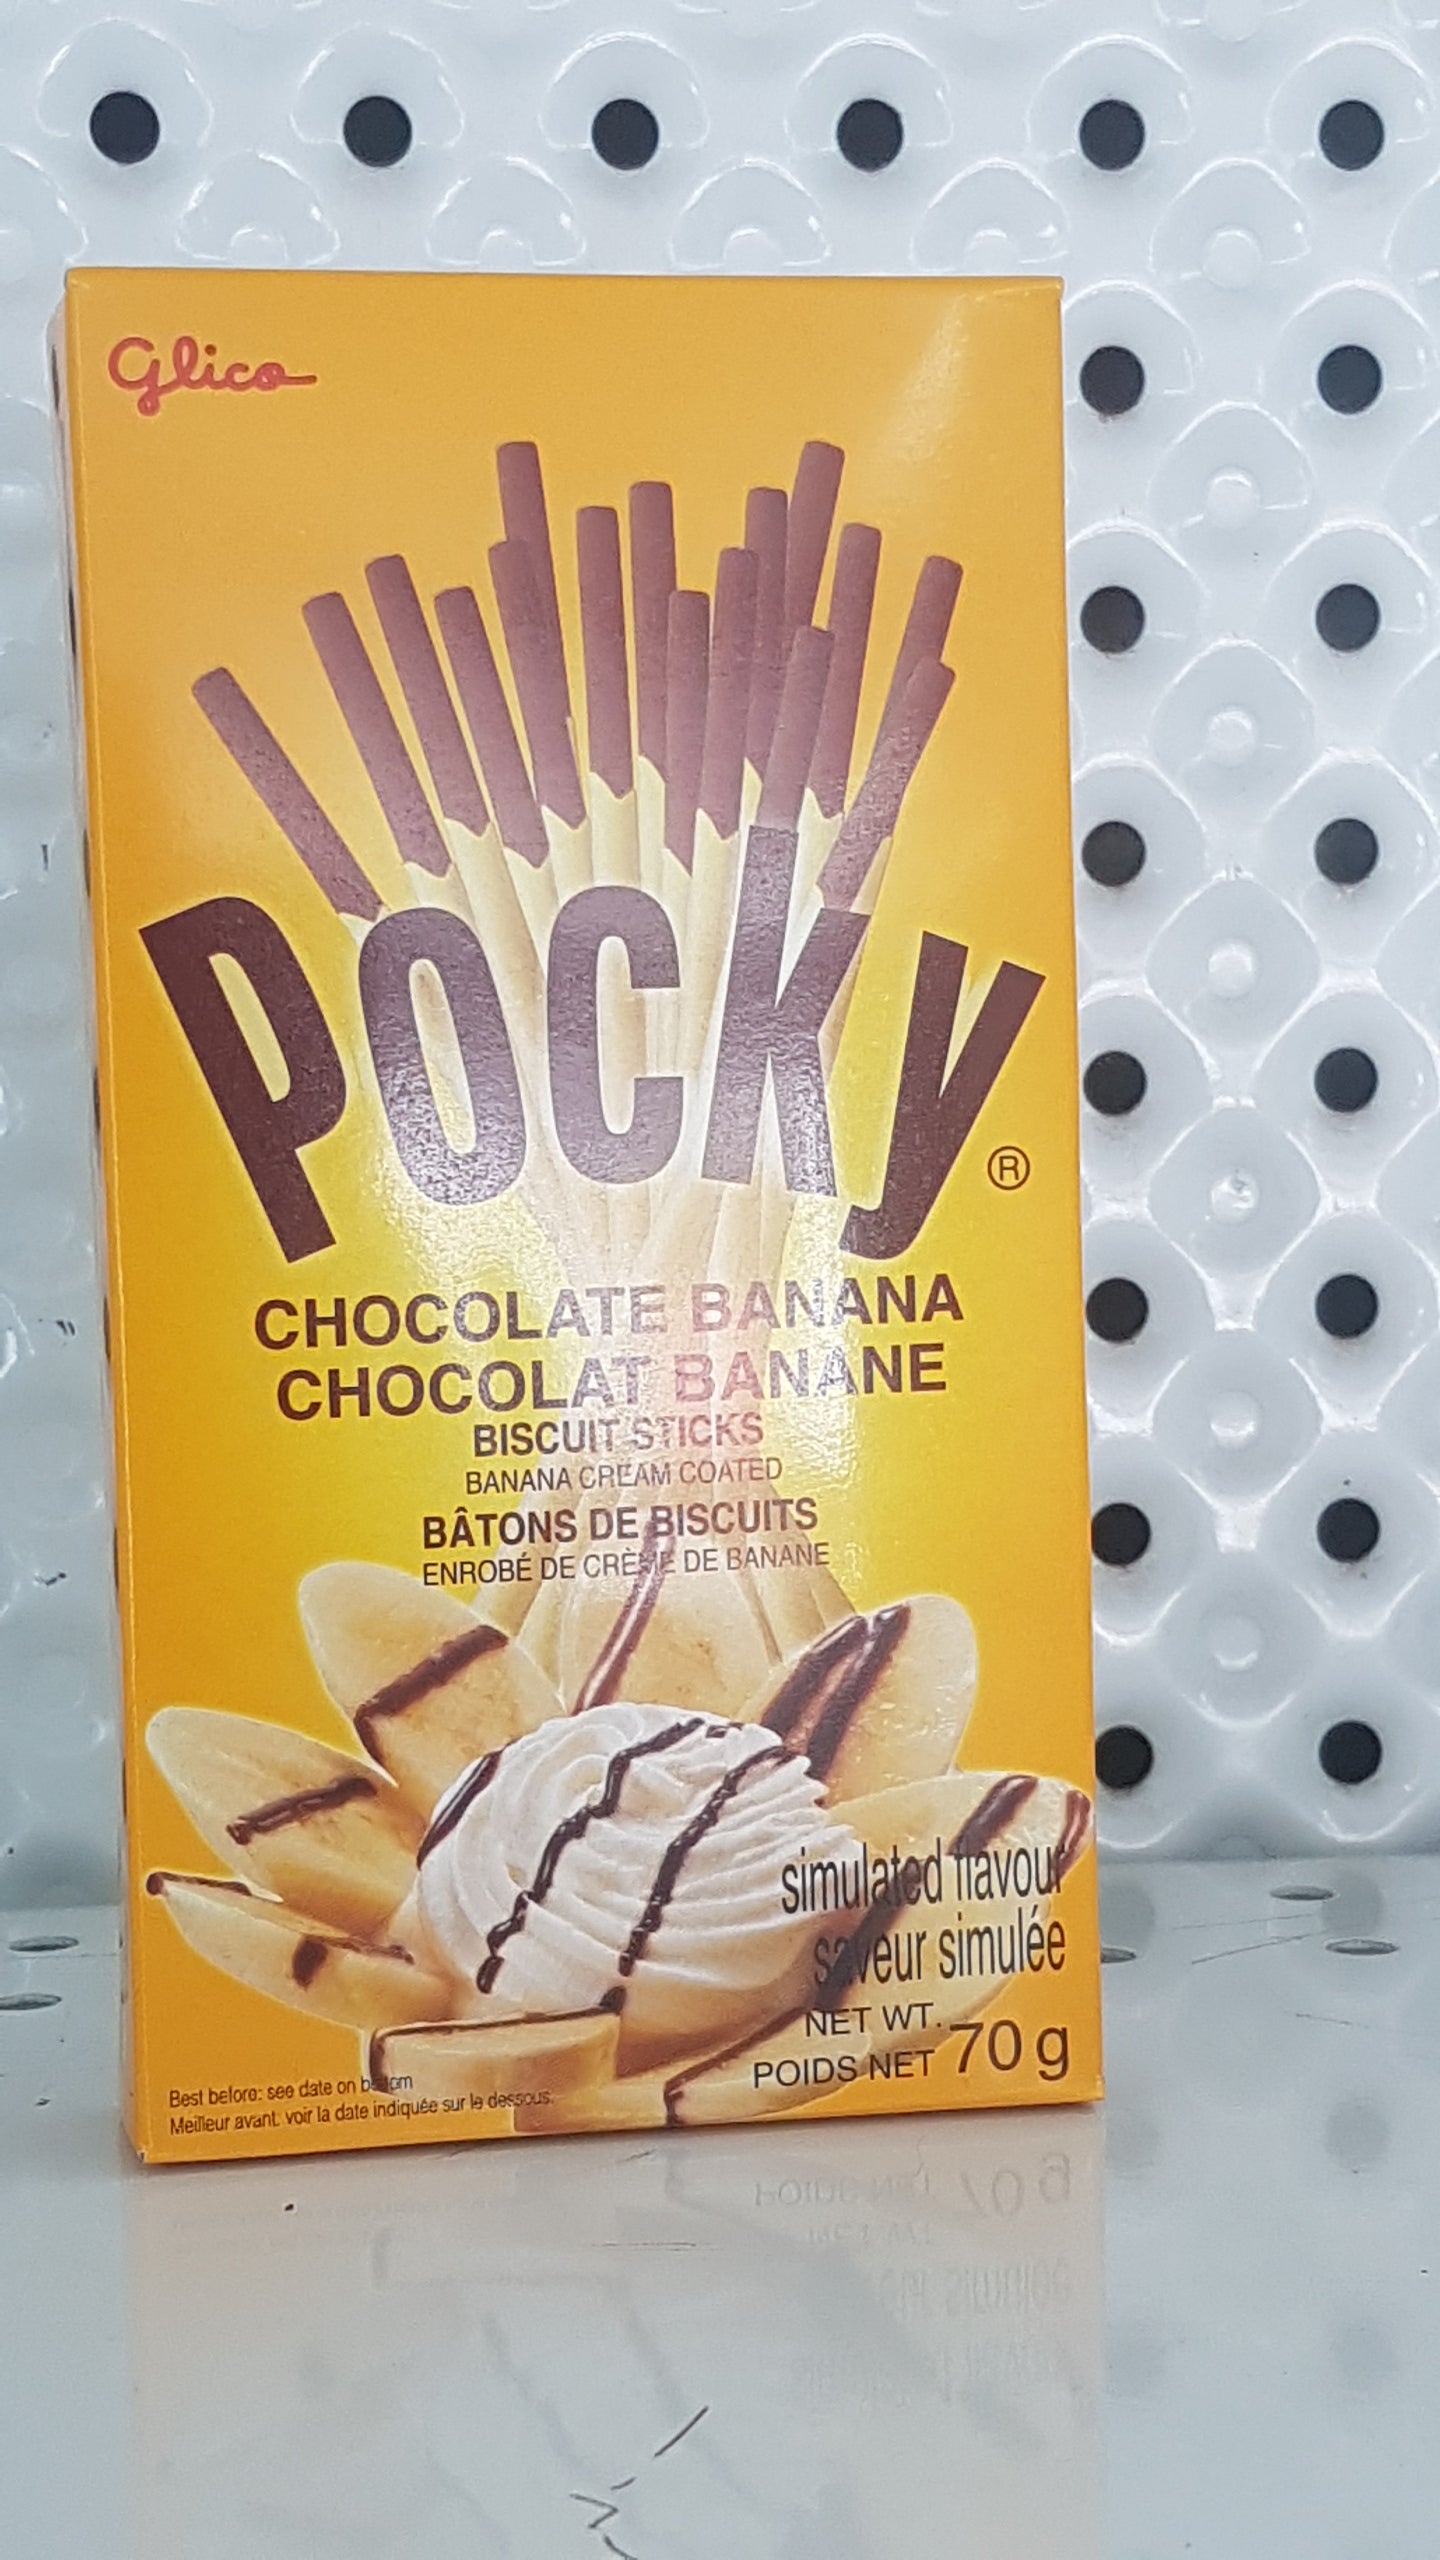 Glico
POCKY®
CHOCOLATE BANANA
CHOCOLAT BANANE
BISCUIT STICKS
BANANA CREAM COATED
BÂTONS DE BISCUITS
ENROBÉ DE CRÈME DE BANANE
simulated flavour
saveur simulée
NET WT.
POIDS NET 70 g
Best before: see date on bottom
Meilleur avant: voir la date indiquée sur le dessous.